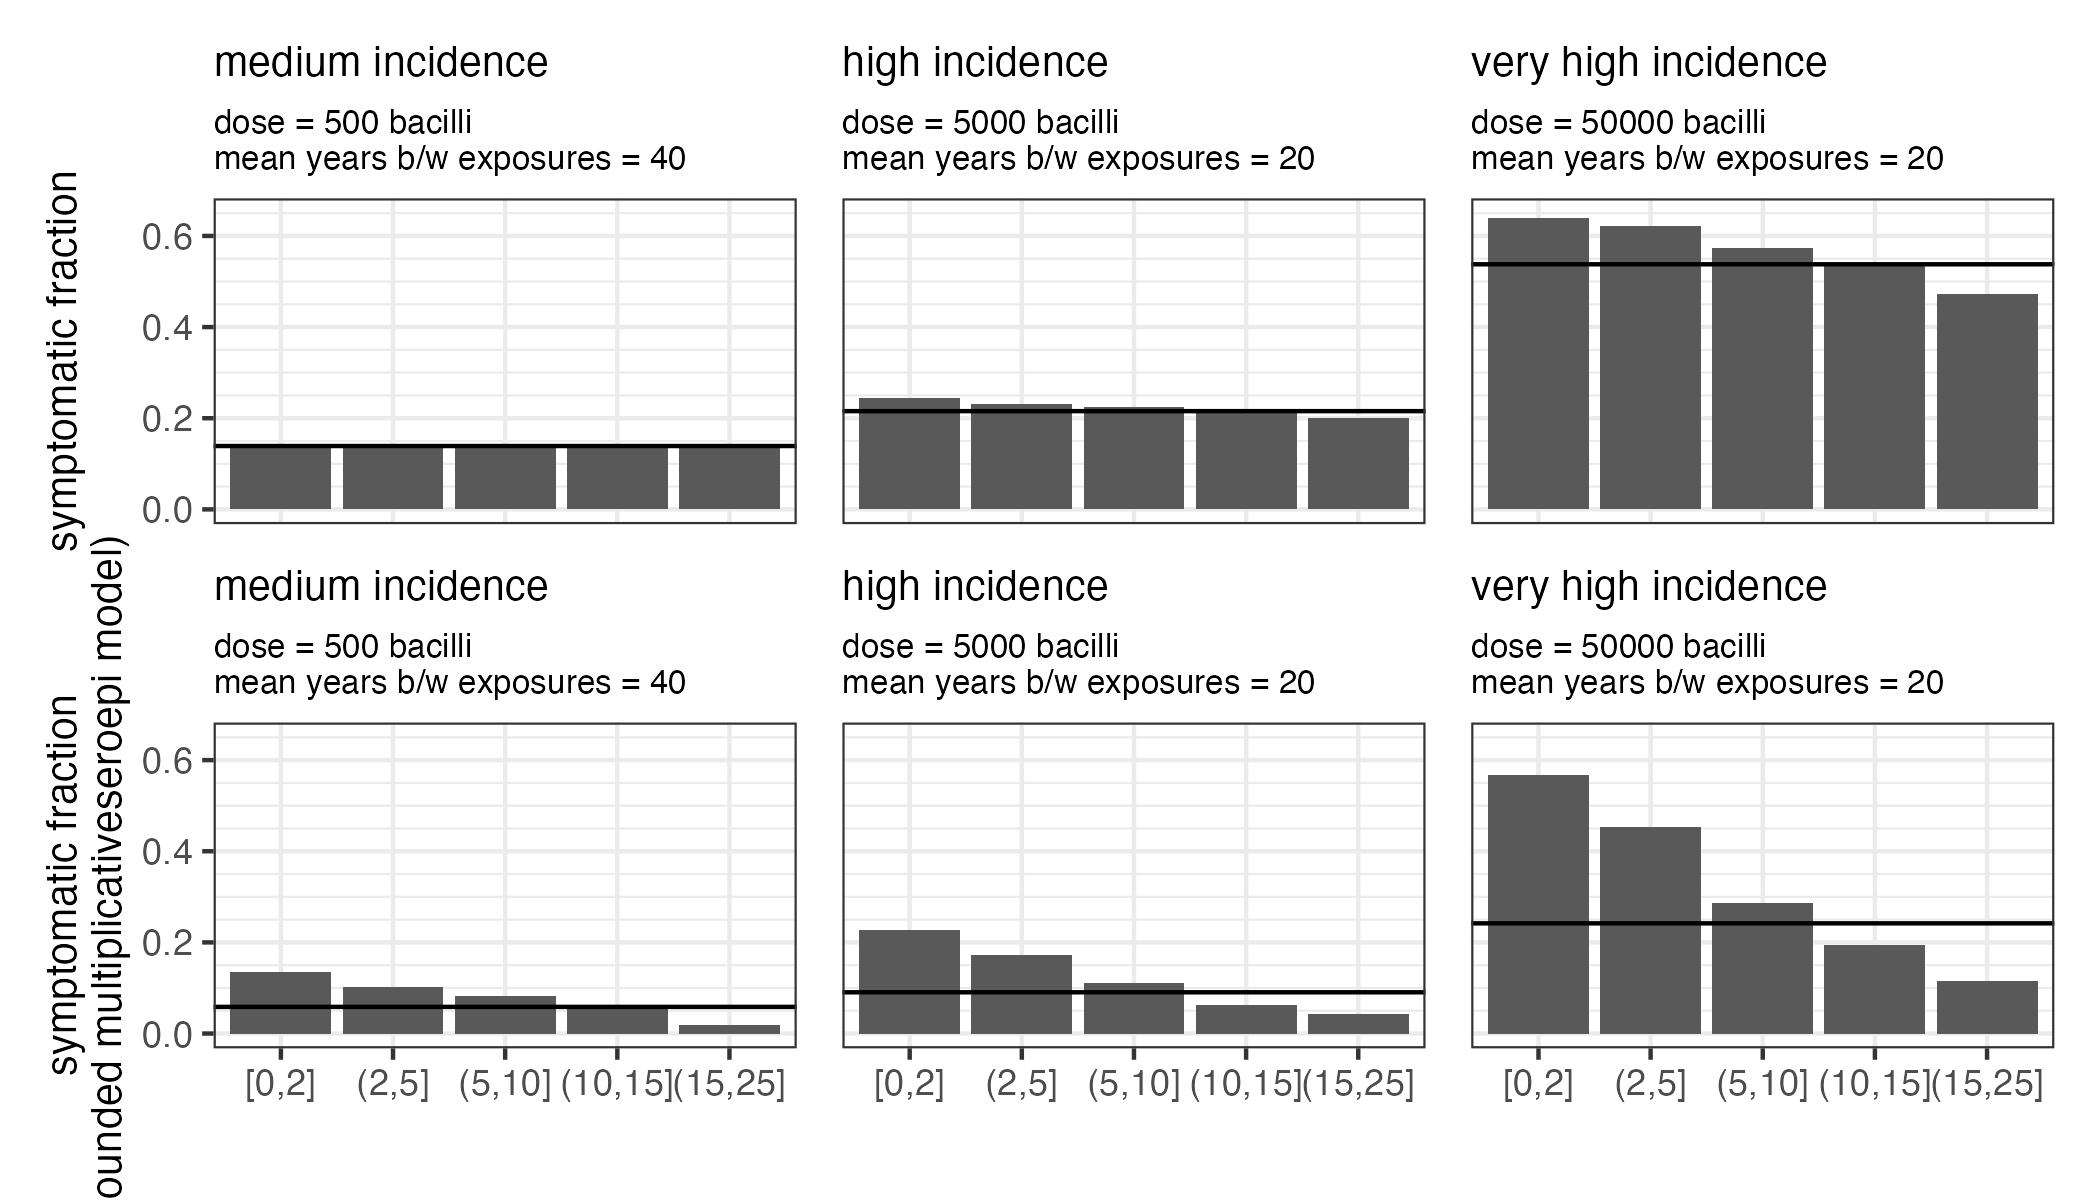 medium incidence
dose = 500 bacilli
mean years b/w exposures = 40
high incidence
dose = 5000 bacilli
mean years b/w exposures = 20
very high incidence
dose = 50000 bacilli
mean years b/w exposures = 20
symptomatic fraction
0.6
0.4
0.2
0.0
medium incidence
dose = 500 bacilli
mean years b/w exposures = 40
high incidence
dose = 5000 bacilli
mean years b/w exposures = 20
very high incidence
dose = 50000 bacilli
mean years b/w exposures = 20
symptomatic fraction
ounded multiplicativeseroepi model)
0.6
0.4
0.2
0.0
[0,2] (2,5] (5,10] (10,15] (15,25]
[0,2] (2,5] (5,10] (10,15] (15,25]
[0,2] (2,5] (5,10] (10,15] (15,25]